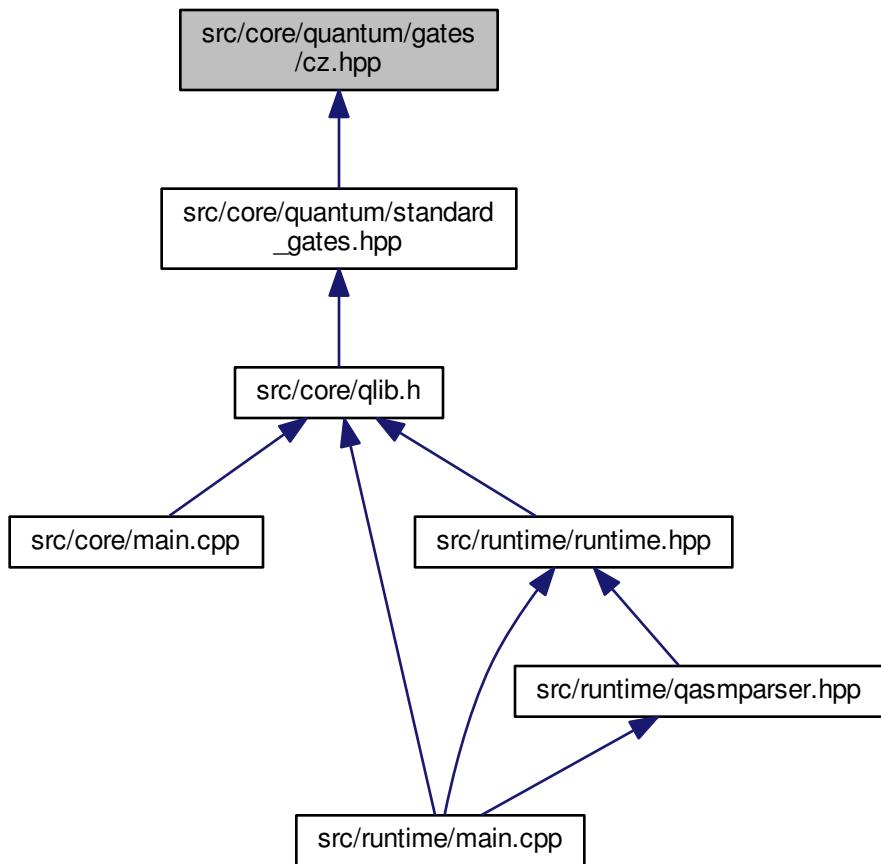 src/core/quantum/gates
/cz.hpp
src/core/quantum/standard
_gates.hpp
src/core/qlib.h
src/core/main.cpp
src/runtime/runtime.hpp
src/runtime/qasmparser.hpp
src/runtime/main.cpp